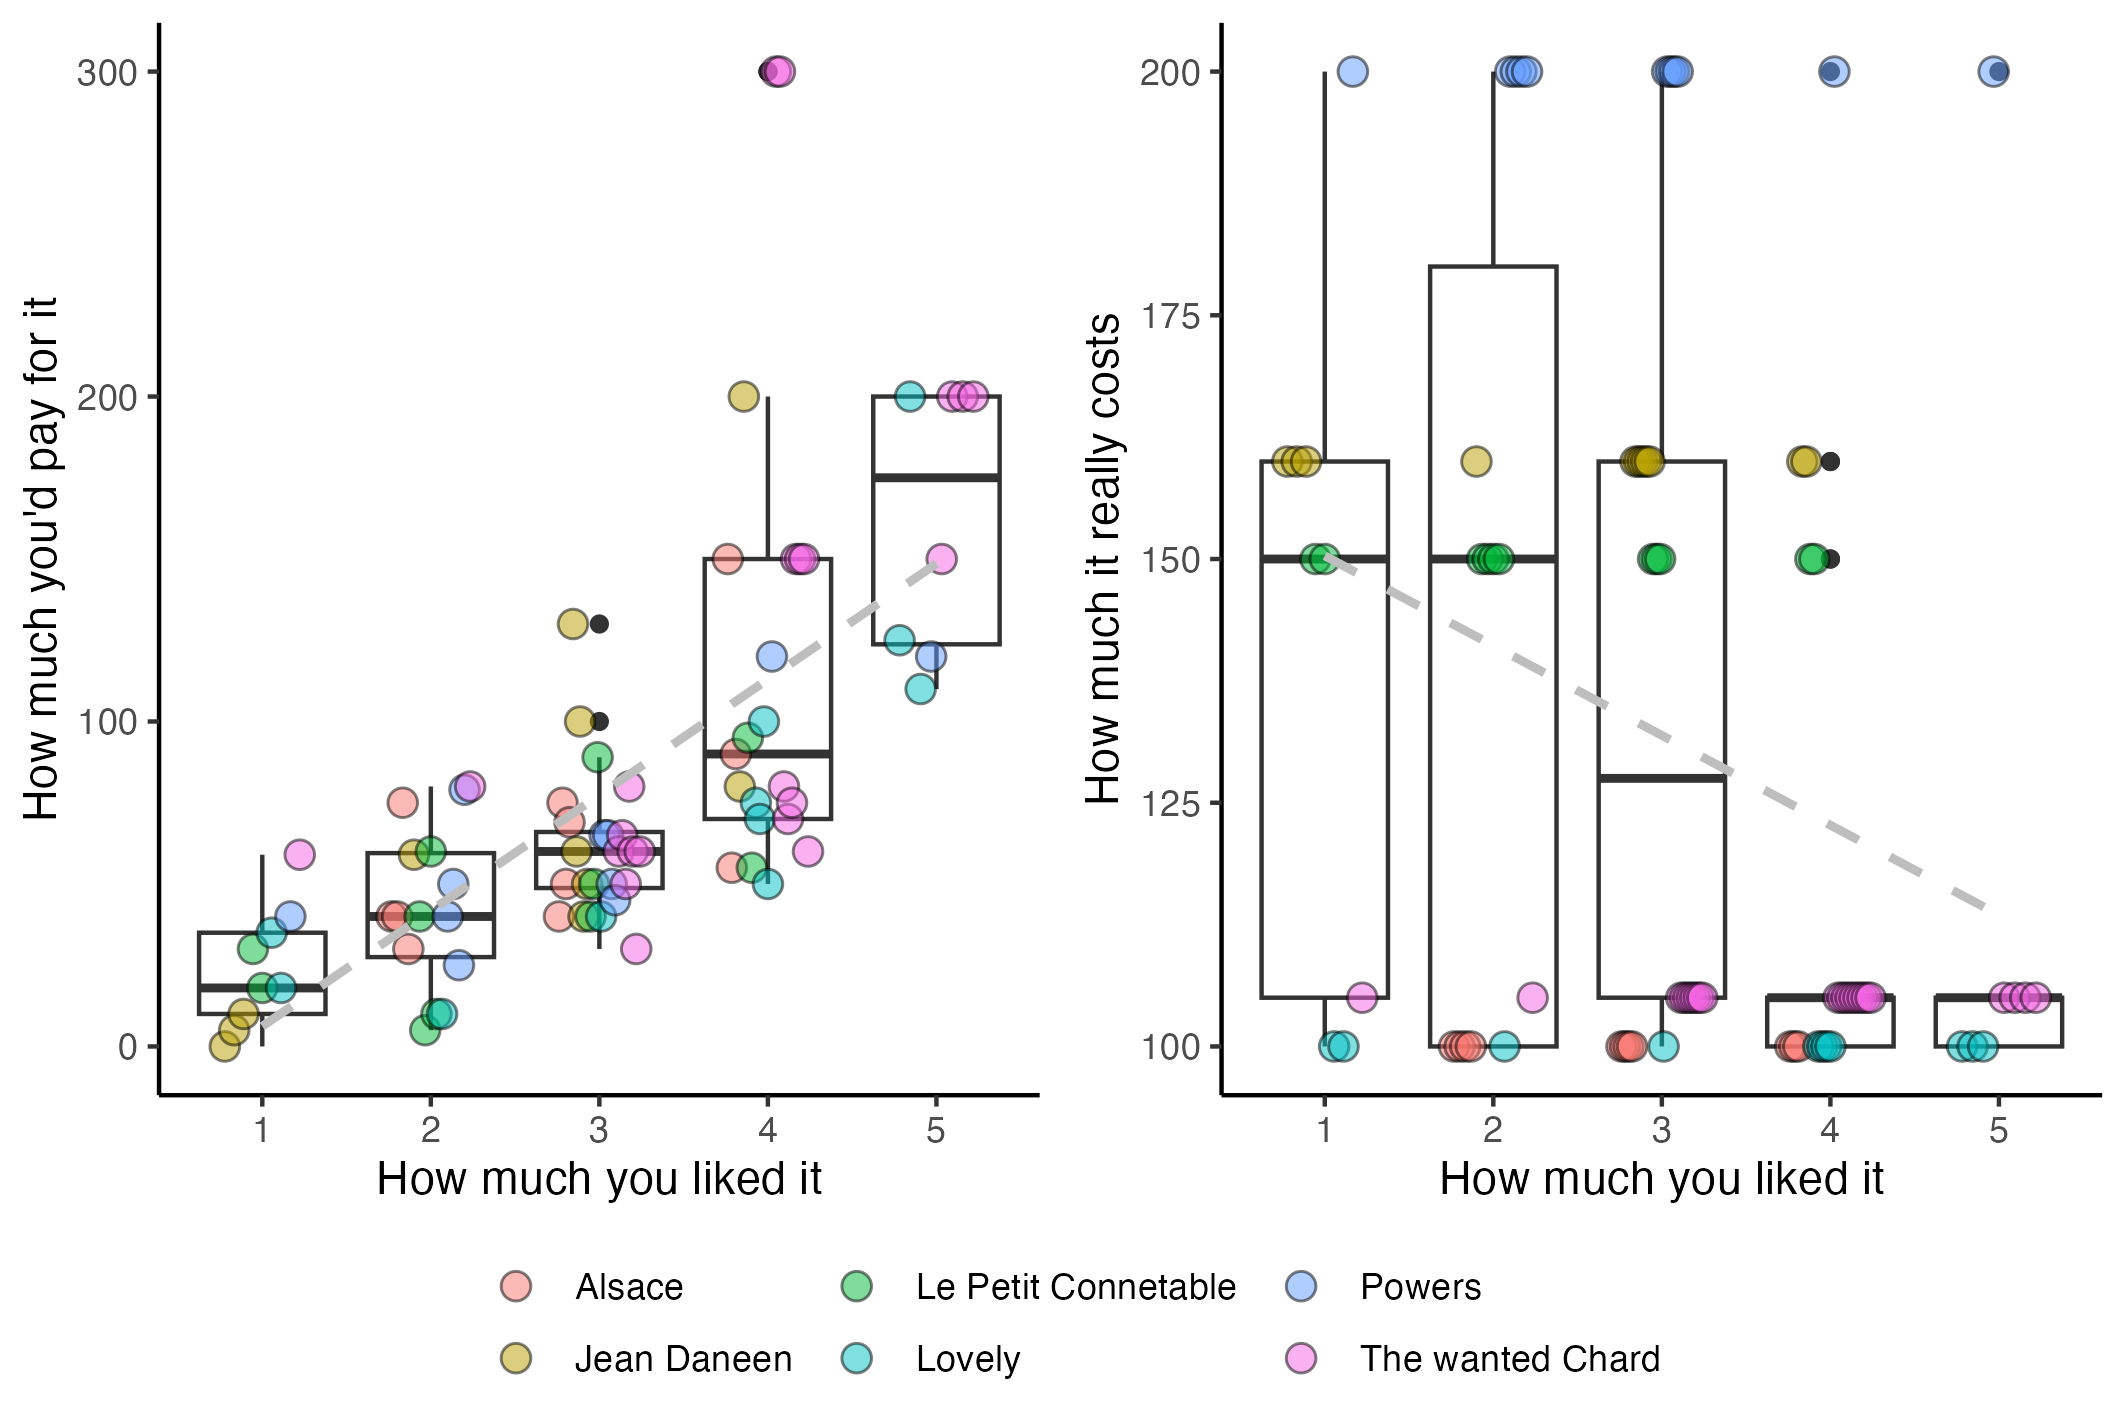 How much you'd pay for it
300
200
100
0
1 2 3 4 5
How much you liked it
How much it really costs
200
175
150
125
100
1 2 3 4 5
How much you liked it
Alsace Le Petit Connetable Powers
Jean Daneen Lovely The wanted Chard